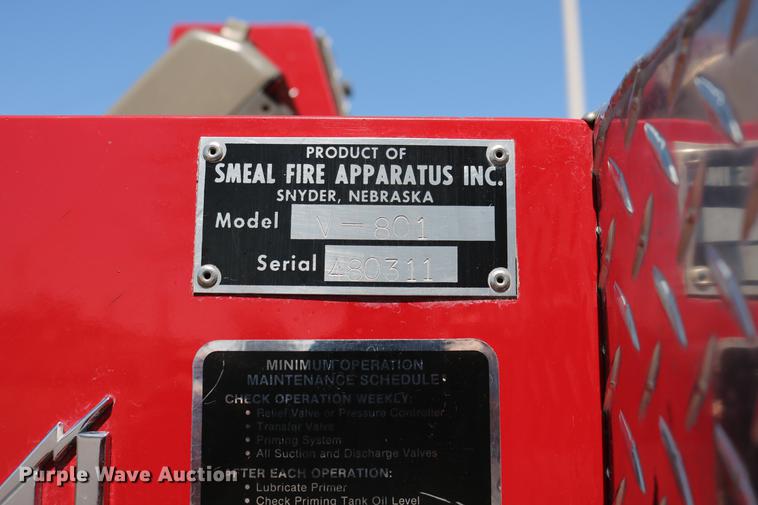 PRODUCT OF
SMEAL FIRE APPARATUS INC.
SNYDER, NEBRASKA
Model V-801
Serial 480311
MINIMUM OPERATION
MAINTENANCE SCHEDULE:
CHECK OPERATION WEEKLY:
• Relief Valve or Pressure Controller
• Transfer Valve
• Priming System
• All Suction and Discharge Valves
AFTER EACH OPERATION:
• Lubricate Primer
• Check Priming Tank Oil Level
Purple Wave Auction